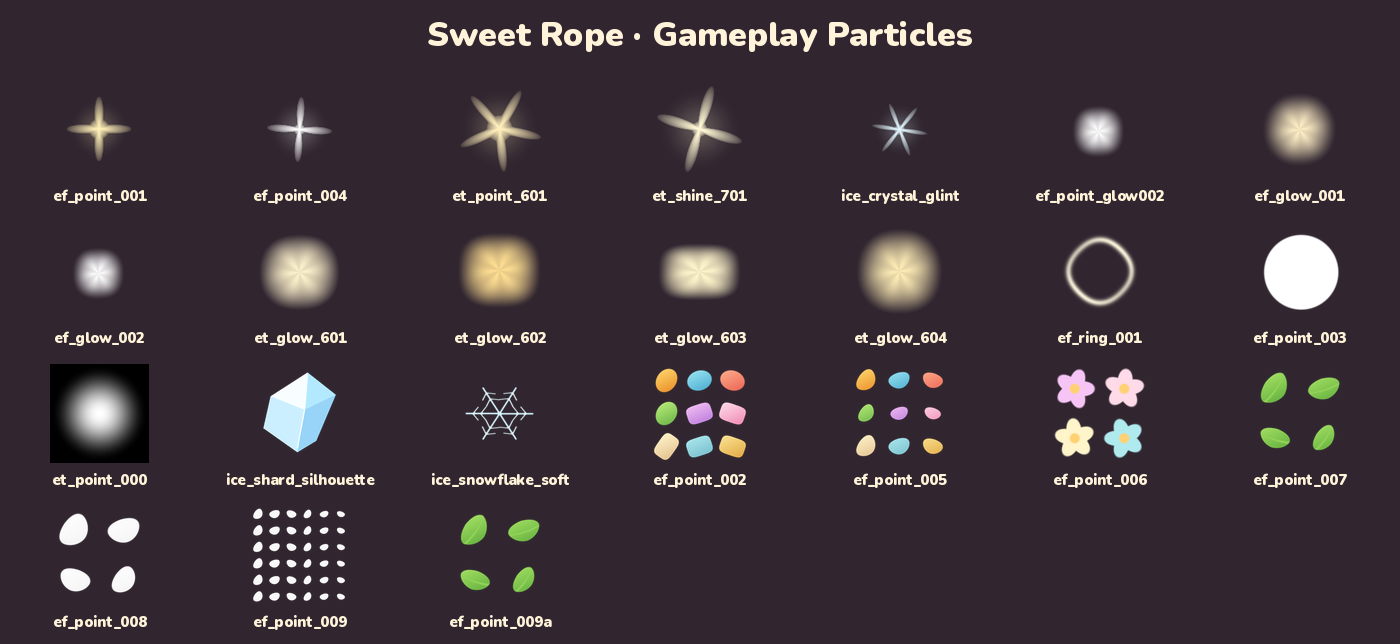 Sweet Rope · Gameplay Particles
ef_point_001 ef_point_004 et_point_601 et_shine_701 ice_crystal_glint ef_point_glow002 ef_glow_001
ef_glow_002 et_glow_601 et_glow_602 et_glow_603 et_glow_604 ef_ring_001 ef_point_003
et_point_000 ice_shard_silhouette ice_snowflake_soft ef_point_002 ef_point_005 ef_point_006 ef_point_007
ef_point_008 ef_point_009 ef_point_009a